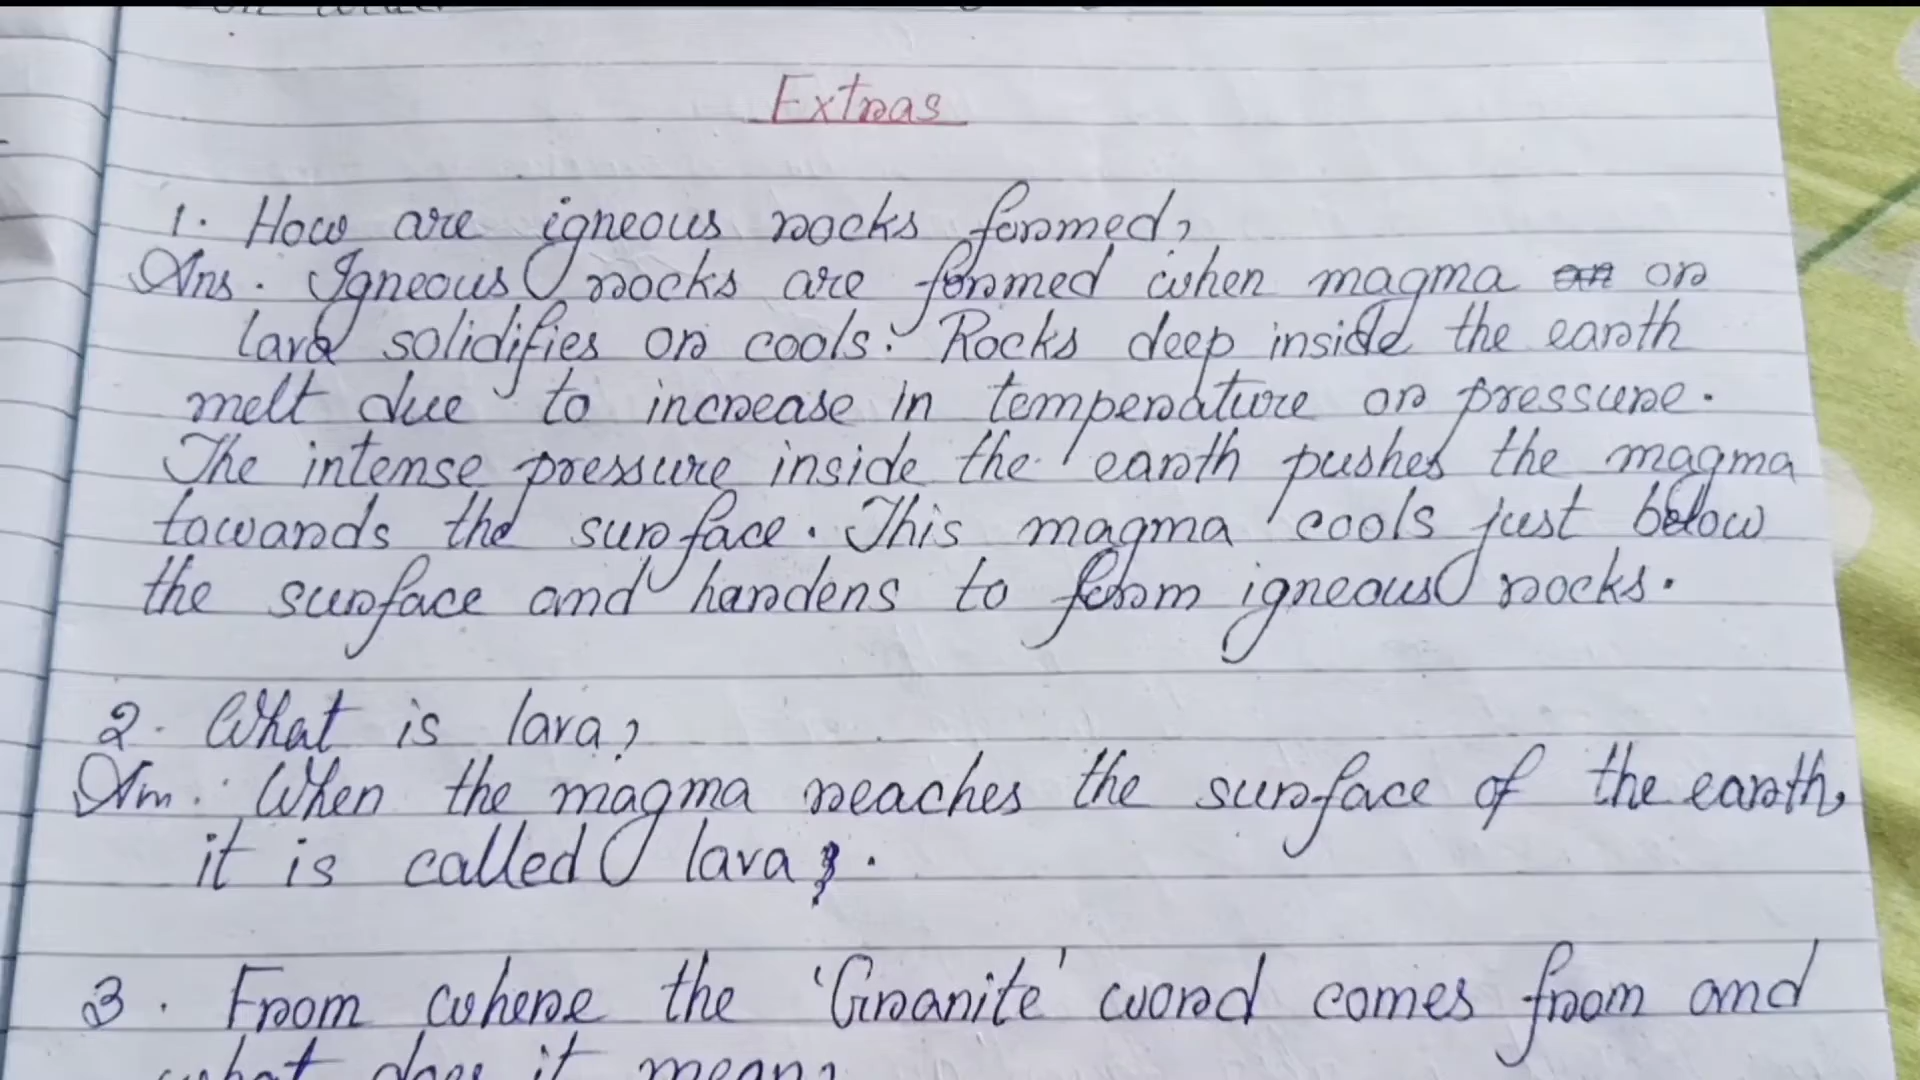 Extras
1. How are igneous rocks formed?
Ans. Igneous rocks are formed when magma or
lava solidifies or cools. Rocks deep inside the earth
melt due to increase in temperature or pressure.
The intense pressure inside the earth pushes the magma
towards the surface. This magma cools just below
the surface and hardens to form igneous rocks.
2. What is lava?
Ans. When the magma reaches the surface of the earth,
it is called lava.
3. From where the 'Granite' word comes from and
what does it mean?